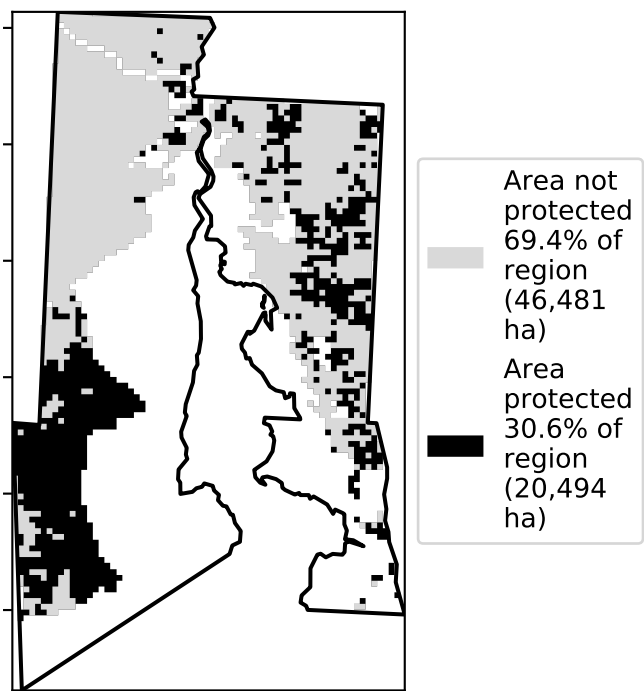 Area not
protected
69.4% of
region
(46,481
ha)
Area
protected
30.6% of
region
(20,494
ha)